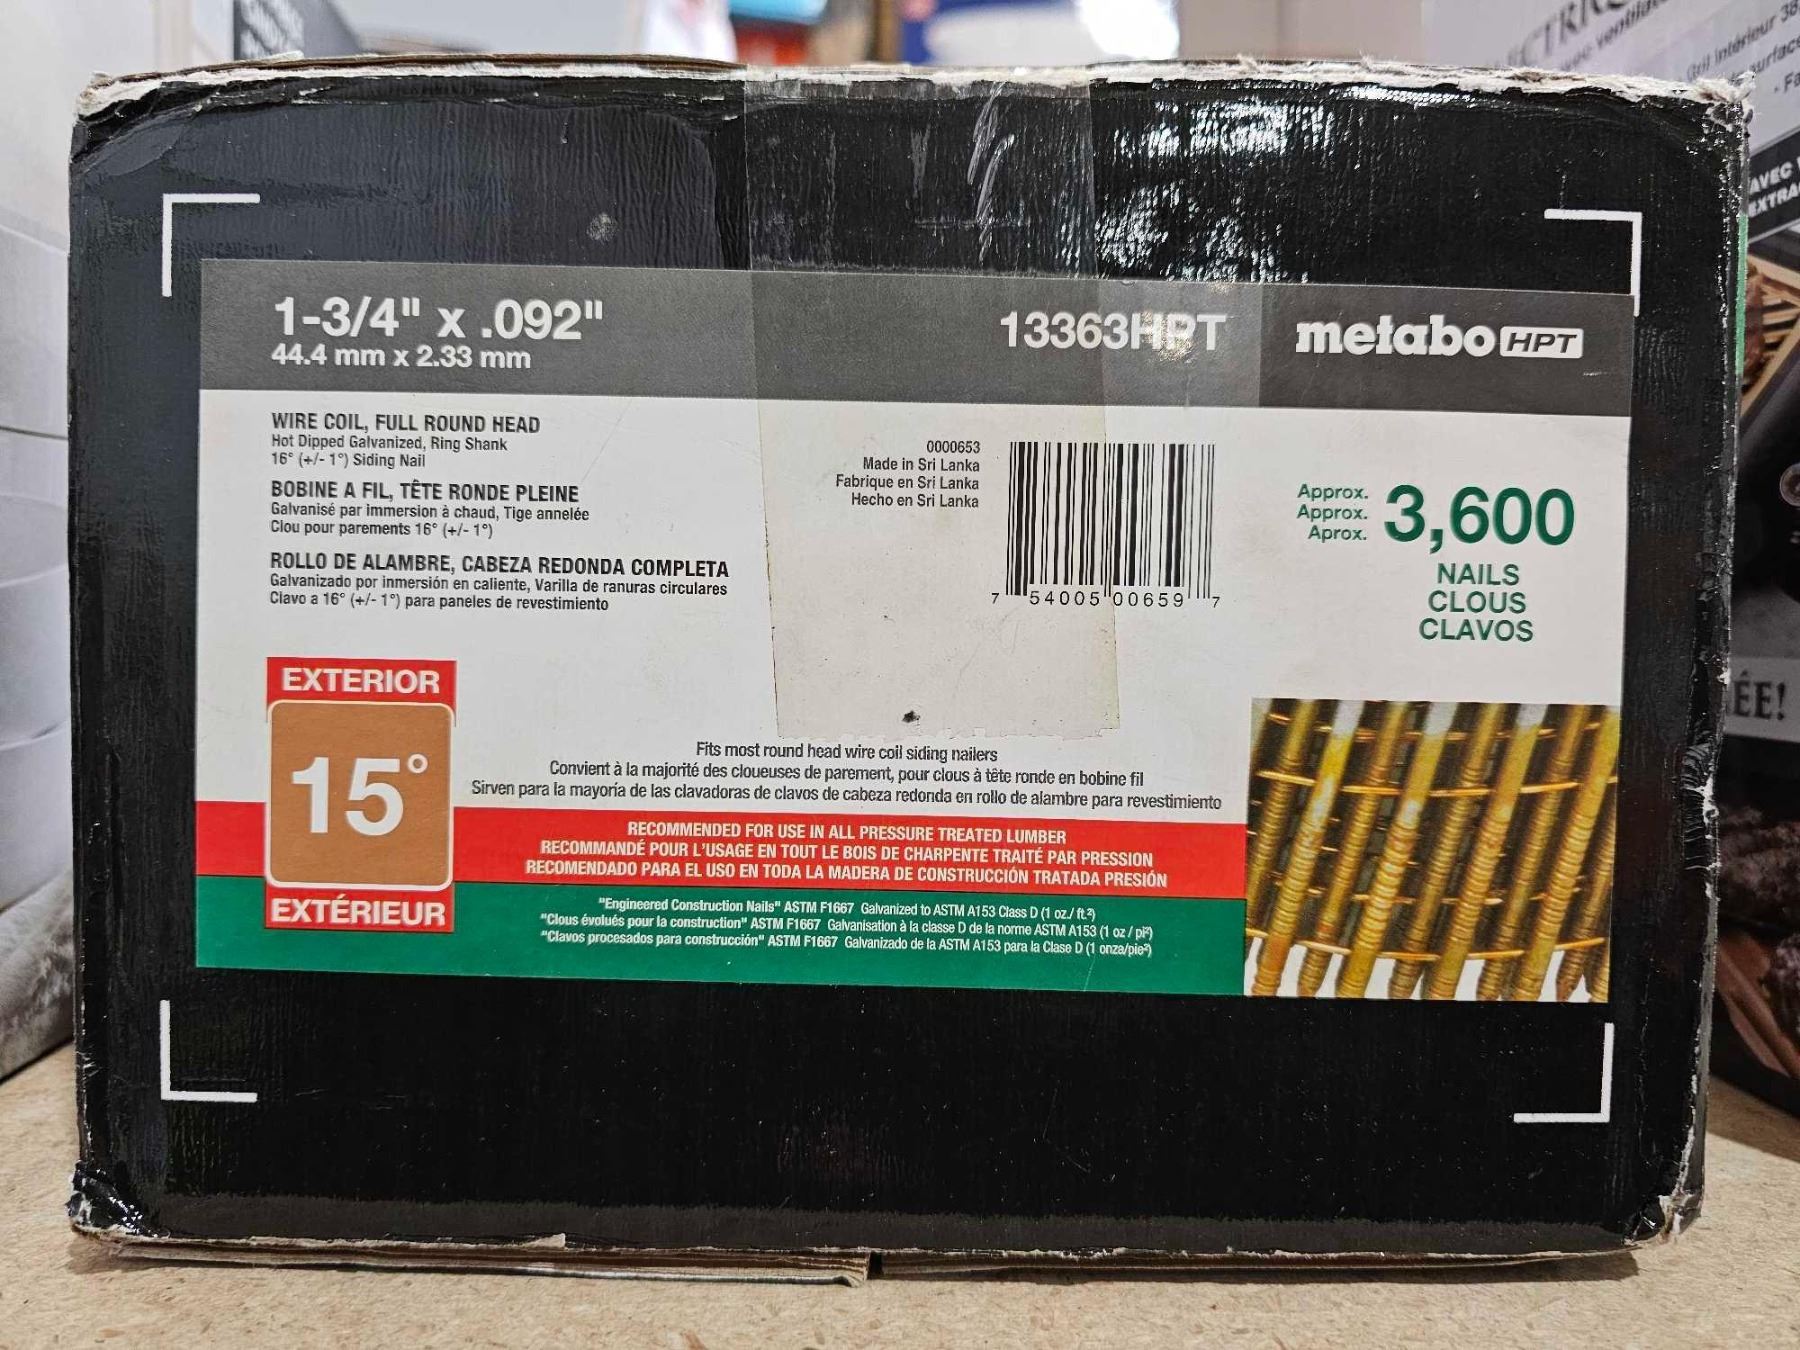 1-3/4" x .092"
44.4 mm x 2.33 mm
13363HPT
metabo HPT
WIRE COIL, FULL ROUND HEAD
Hot Dipped Galvanized, Ring Shank
16° (+/- 1°) Siding Nail
BOBINE A FIL, TÊTE RONDE PLEINE
Galvanisé par immersion à chaud, Tige annelée
Clou pour parements 16° (+/- 1°)
ROLLO DE ALAMBRE, CABEZA REDONDA COMPLETA
Galvanizado por inmersión en caliente, Varilla de ranuras circulares
Clavo a 16° (+/- 1°) para paneles de revestimiento
0000653
Made in Sri Lanka
Fabrique en Sri Lanka
Hecho en Sri Lanka
7 54005 00659 7
Approx.
Approx.
Aprox.
3,600
NAILS
CLOUS
CLAVOS
EXTERIOR
15°
EXTÉRIEUR
Fits most round head wire coil siding nailers
Convient à la majorité des cloueuses de parement, pour clous à tête ronde en bobine fil
Sirven para la mayoría de las clavadoras de clavos de cabeza redonda en rollo de alambre para revestimiento
RECOMMENDED FOR USE IN ALL PRESSURE TREATED LUMBER
RECOMMANDÉ POUR L'USAGE EN TOUT LE BOIS DE CHARPENTE TRAITÉ PAR PRESSION
RECOMENDADO PARA EL USO EN TODA LA MADERA DE CONSTRUCCIÓN TRATADA PRESIÓN
"Engineered Construction Nails" ASTM F1667 Galvanized to ASTM A153 Class D (1 oz./ ft.²)
"Clous évolués pour la construction" ASTM F1667 Galvanisation à la classe D de la norme ASTM A153 (1 oz / pi²)
"Clavos procesados para construcción" ASTM F1667 Galvanizado de la ASTM A153 para la Clase D (1 onza/pie²)
AVEC
ÉE!